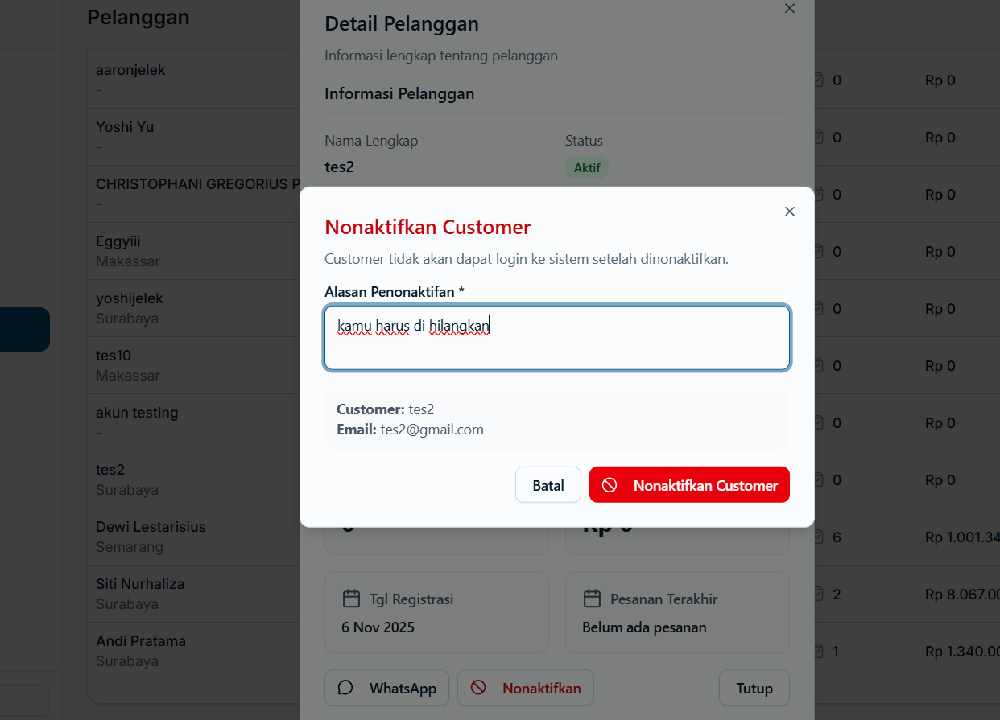 Pelanggan
aaronjelek
-
Yoshi Yu
-
CHRISTOPHANI GREGORIUS P
-
Eggyiii
Makassar
yoshijelek
Surabaya
tes10
Makassar
akun testing
-
tes2
Surabaya
Dewi Lestarisius
Semarang
Siti Nurhaliza
Surabaya
Andi Pratama
Surabaya
Detail Pelanggan
Informasi lengkap tentang pelanggan
Informasi Pelanggan
Nama Lengkap
tes2
Status
Aktif
Nonaktifkan Customer
Customer tidak akan dapat login ke sistem setelah dinonaktifkan.
Alasan Penonaktifan *
kamu harus di hilangkan
Customer: tes2
Email: tes2@gmail.com
Batal
Nonaktifkan Customer
Rp 0
Tgl Registrasi
6 Nov 2025
Pesanan Terakhir
Belum ada pesanan
WhatsApp
Nonaktifkan
Tutup
0 Rp 0
0 Rp 0
0 Rp 0
0 Rp 0
0 Rp 0
0 Rp 0
0 Rp 0
0 Rp 0
6 Rp 1.001.34
2 Rp 8.067.00
1 Rp 1.340.00